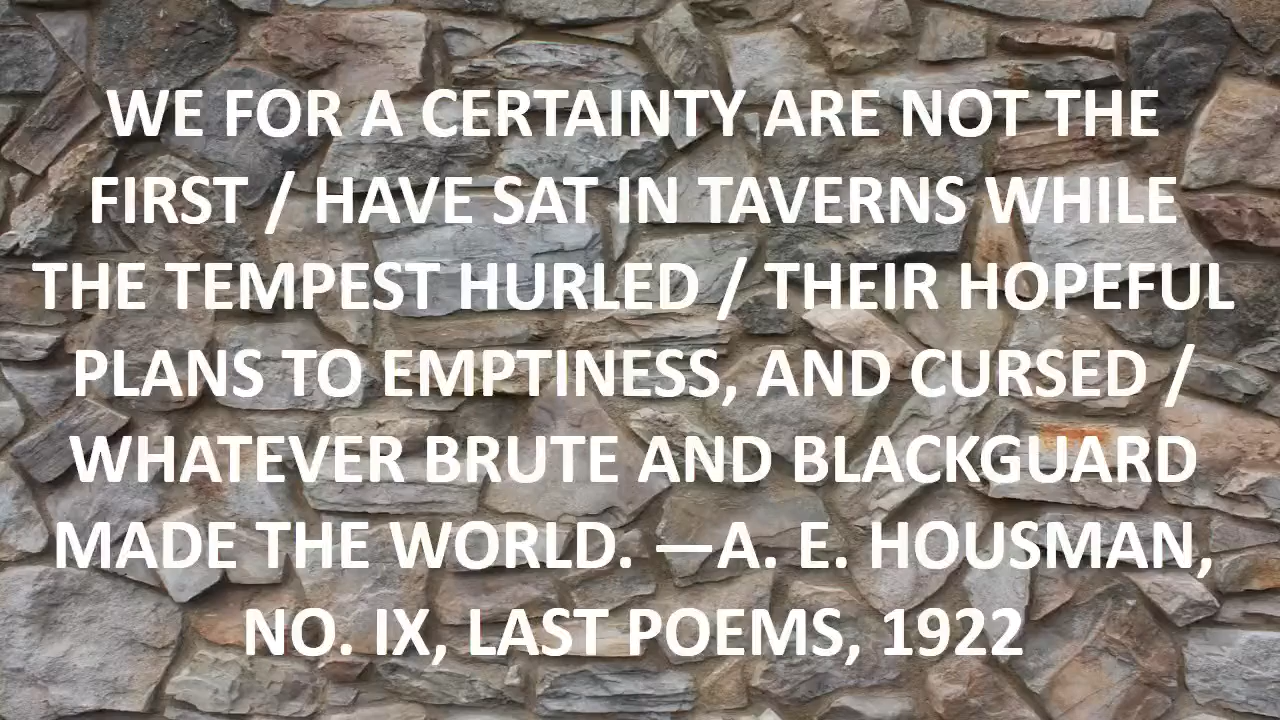 WE FOR A CERTAINTY ARE NOT THE
FIRST / HAVE SAT IN TAVERNS WHILE
THE TEMPEST HURLED / THEIR HOPEFUL
PLANS TO EMPTINESS, AND CURSED /
WHATEVER BRUTE AND BLACKGUARD
MADE THE WORLD. —A. E. HOUSMAN,
NO. IX, LAST POEMS, 1922